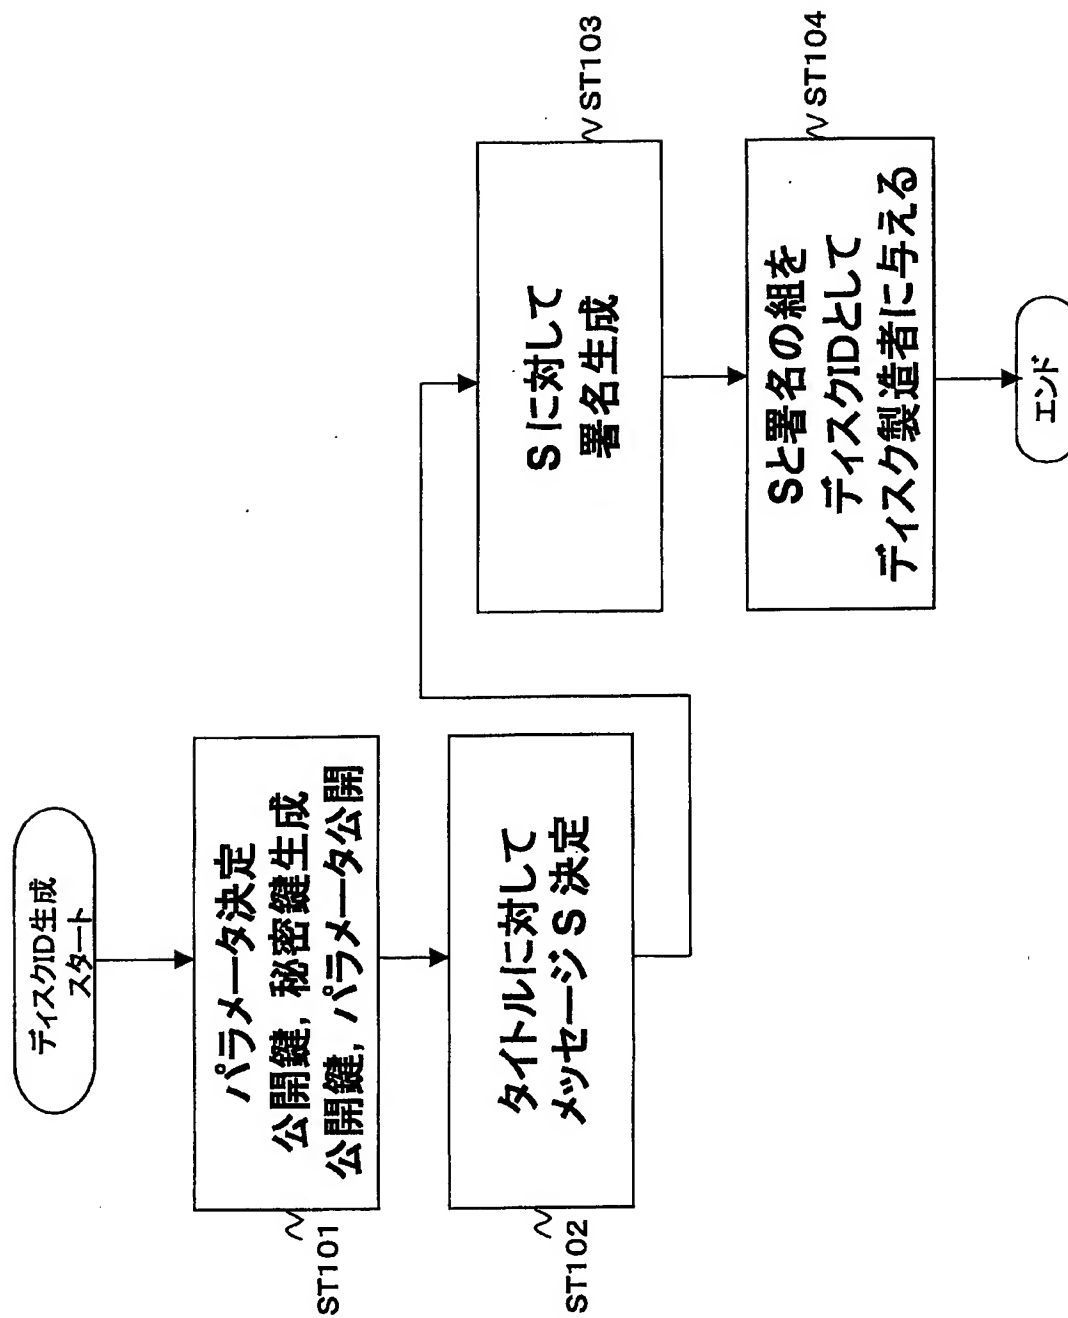 ディスクID生成
スタート
パラメータ決定
公開鍵, 秘密鍵生成
公開鍵, パラメータ公開
ST101
タイトルに対して
メッセージ S 決定
ST102
S に対して
署名生成
ST103
Sと署名の組を
ディスクIDとして
ディスク製造者に与える
ST104
エンド